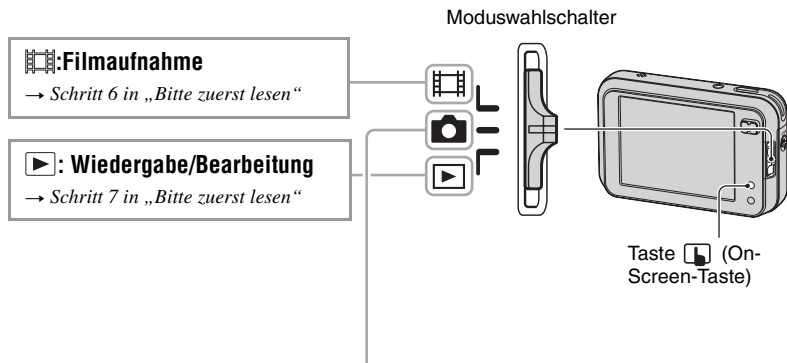 Moduswahlschalter
:Filmaufnahme
→ Schritt 6 in „Bitte zuerst lesen“
: Wiedergabe/Bearbeitung
→ Schritt 7 in „Bitte zuerst lesen“
Taste (On-
Screen-Taste)